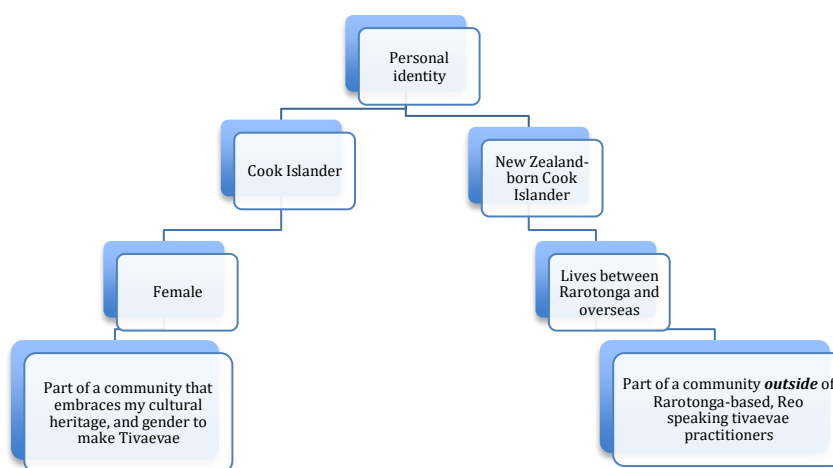 Personal
identity
Cook Islander
New Zealand-
born Cook
Islander
Female
Lives between
Rarotonga and
overseas
Part of a community that
embraces my cultural
heritage, and gender to
make Tivaevae
Part of a community outside of
Rarotonga-based, Reo
speaking tivaevae
practitioners